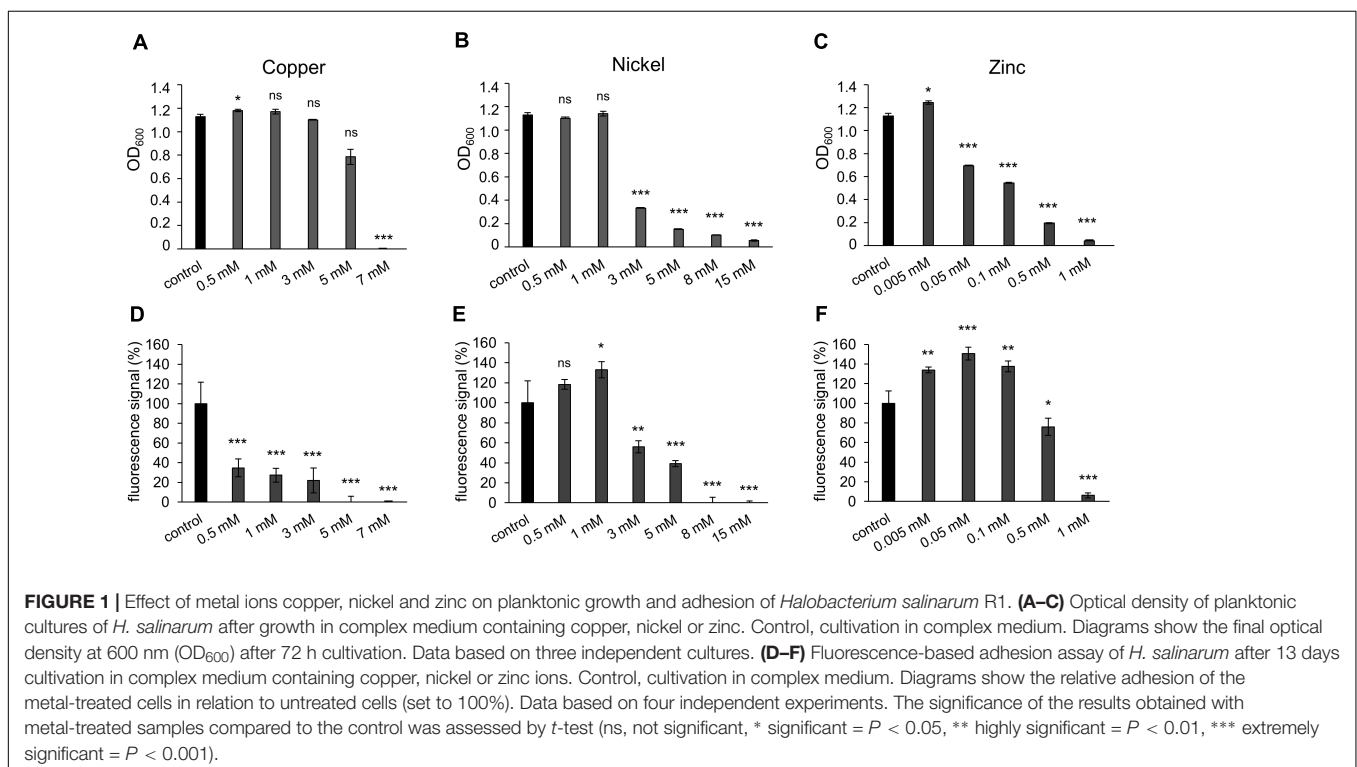 A
Copper
OD600
1.4
1.2
1.0
0.8
0.6
0.4
0.2
0
*
ns
ns
ns
***
control
0.5 mM
1 mM
3 mM
5 mM
7 mM
B
Nickel
OD600
1.4
1.2
1.0
0.8
0.6
0.4
0.2
0
ns
ns
***
***
***
***
control
0.5 mM
1 mM
3 mM
5 mM
8 mM
15 mM
C
Zinc
OD600
1.4
1.2
1.0
0.8
0.6
0.4
0.2
0
*
***
***
***
***
control
0.005 mM
0.05 mM
0.1 mM
0.5 mM
1 mM
D
fluorescence signal (%)
160
140
120
100
80
60
40
20
0
***
***
***
***
***
control
0.5 mM
1 mM
3 mM
5 mM
7 mM
E
fluorescence signal (%)
160
140
120
100
80
60
40
20
0
ns
*
**
***
***
***
control
0.5 mM
1 mM
3 mM
5 mM
8 mM
15 mM
F
fluorescence signal (%)
160
140
120
100
80
60
40
20
0
**
***
**
*
***
control
0.005 mM
0.05 mM
0.1 mM
0.5 mM
1 mM
FIGURE 1 | Effect of metal ions copper, nickel and zinc on planktonic growth and adhesion of Halobacterium salinarum R1. (A–C) Optical density of planktonic
cultures of H. salinarum after growth in complex medium containing copper, nickel or zinc. Control, cultivation in complex medium. Diagrams show the final optical
density at 600 nm (OD600) after 72 h cultivation. Data based on three independent cultures. (D–F) Fluorescence-based adhesion assay of H. salinarum after 13 days
cultivation in complex medium containing copper, nickel or zinc ions. Control, cultivation in complex medium. Diagrams show the relative adhesion of the
metal-treated cells in relation to untreated cells (set to 100%). Data based on four independent experiments. The significance of the results obtained with
metal-treated samples compared to the control was assessed by t-test (ns, not significant, * significant = P < 0.05, ** highly significant = P < 0.01, *** extremely
significant = P < 0.001).